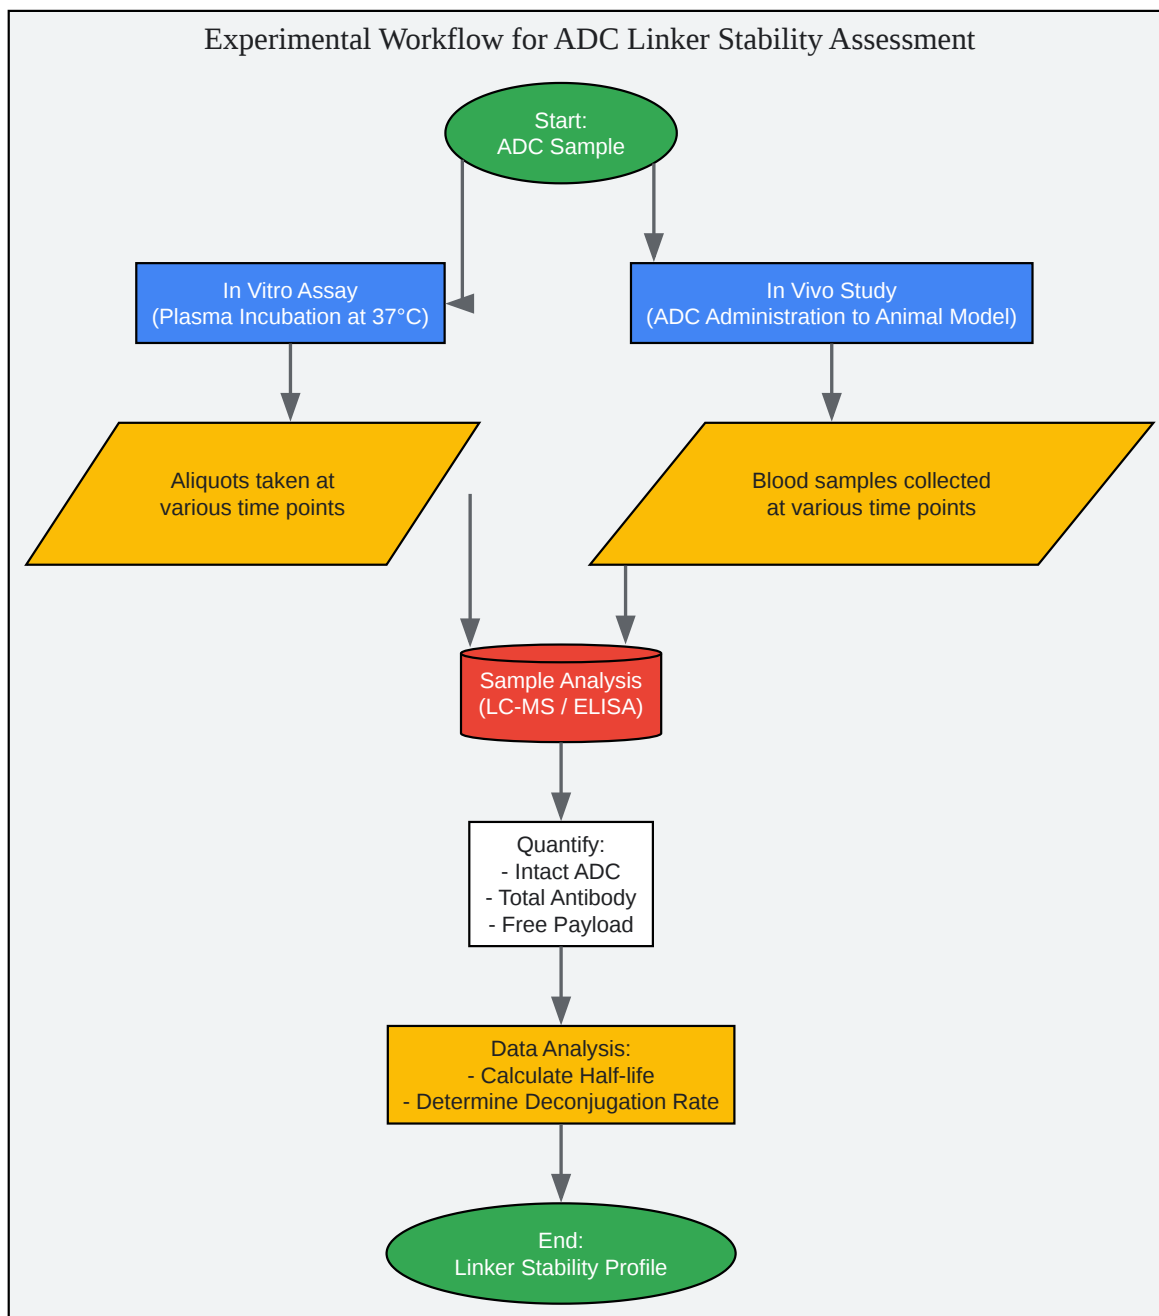 Experimental Workflow for ADC Linker Stability Assessment
Start:
ADC Sample
In Vitro Assay
(Plasma Incubation at 37°C)
In Vivo Study
(ADC Administration to Animal Model)
Aliquots taken at
various time points
Blood samples collected
at various time points
Sample Analysis
(LC-MS / ELISA)
Quantify:
- Intact ADC
- Total Antibody
- Free Payload
Data Analysis:
- Calculate Half-life
- Determine Deconjugation Rate
End:
Linker Stability Profile